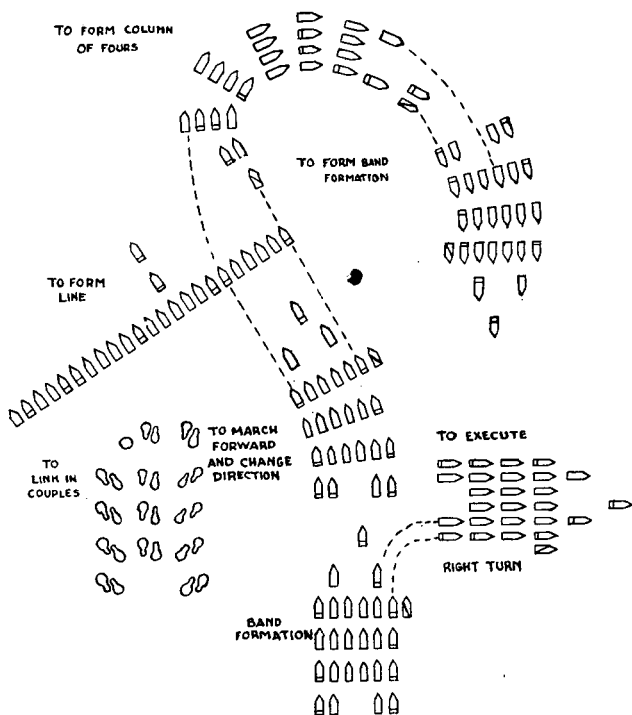 TO FORM COLUMN
OF FOURS
TO FORM BAND
FORMATION
TO FORM
LINE
TO MARCH
FORWARD
AND CHANGE
DIRECTION
TO
LINK IN
COUPLES
TO EXECUTE
RIGHT TURN
BAND
FORMATION